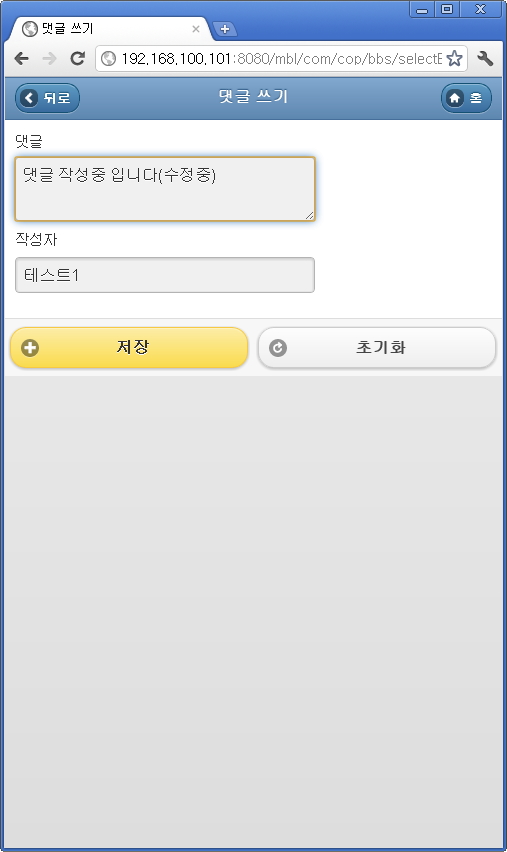 댓글 쓰기
192.168.100.101:8080/mbl/com/cop/bbs/selectE
뒤로
댓글 쓰기
홈
댓글
댓글 작성중 입니다(수정중)
작성자
테스트1
저장
초기화